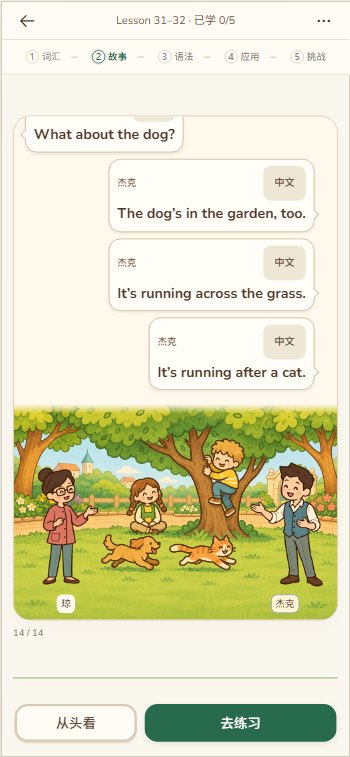 Lesson 31–32 · 已学 0/5
1 词汇 – 2 故事 – 3 语法 – 4 应用 – 5 挑战
What about the dog?
杰克 中文
The dog's in the garden, too.
杰克 中文
It's running across the grass.
杰克 中文
It's running after a cat.
琼 杰克
14 / 14
从头看 去练习